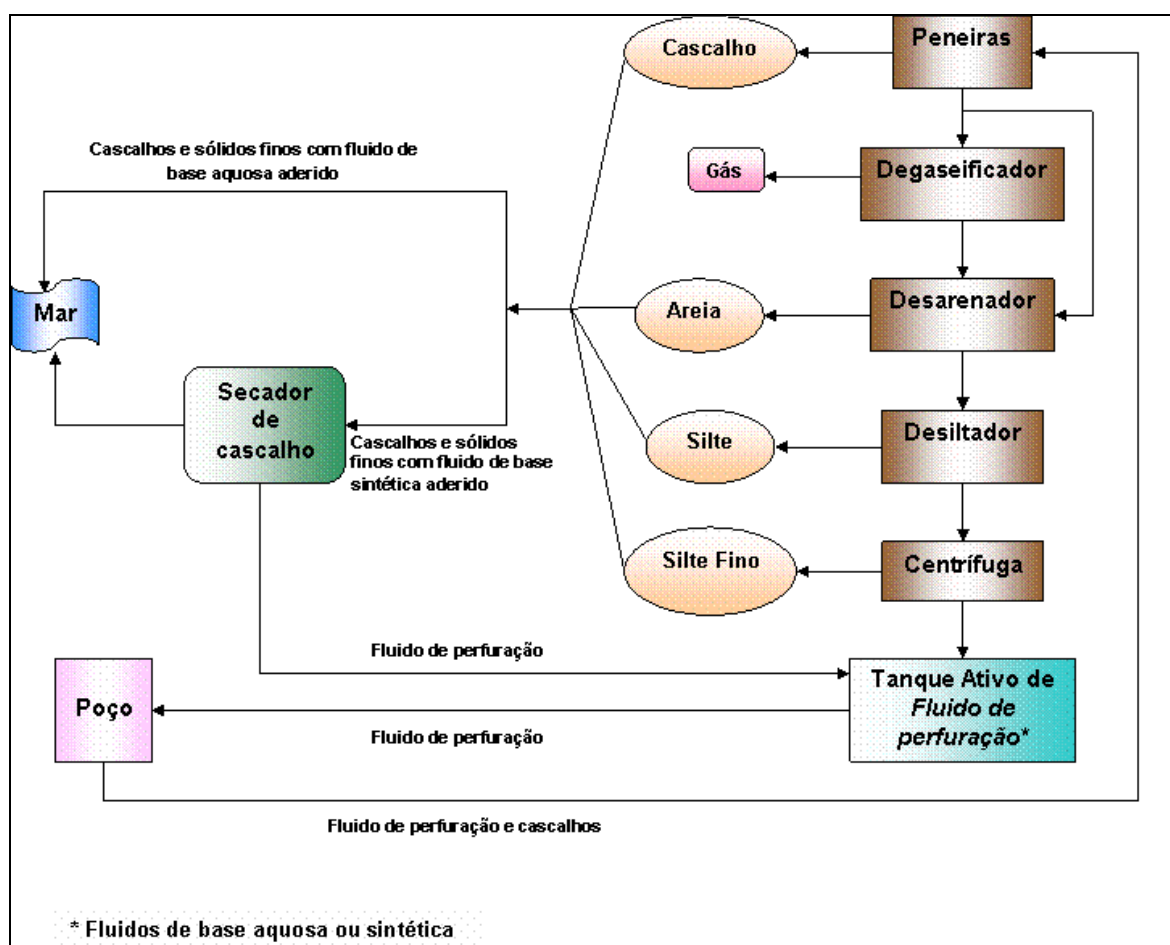 Cascalho
Peneiras
Cascalhos e sólidos finos com fluido de
base aquosa aderido
Gás
Degaseificador
Mar
Areia
Desarenador
Secador
de
cascalho
Cascalhos e sólidos
finos com fluido de base
sintética aderido
Silte
Desiltador
Silte Fino
Centrífuga
Fluido de perfuração
Poço
Tanque Ativo de
Fluido de
perfuração*
Fluido de perfuração
Fluido de perfuração e cascalhos
* Fluidos de base aquosa ou sintética